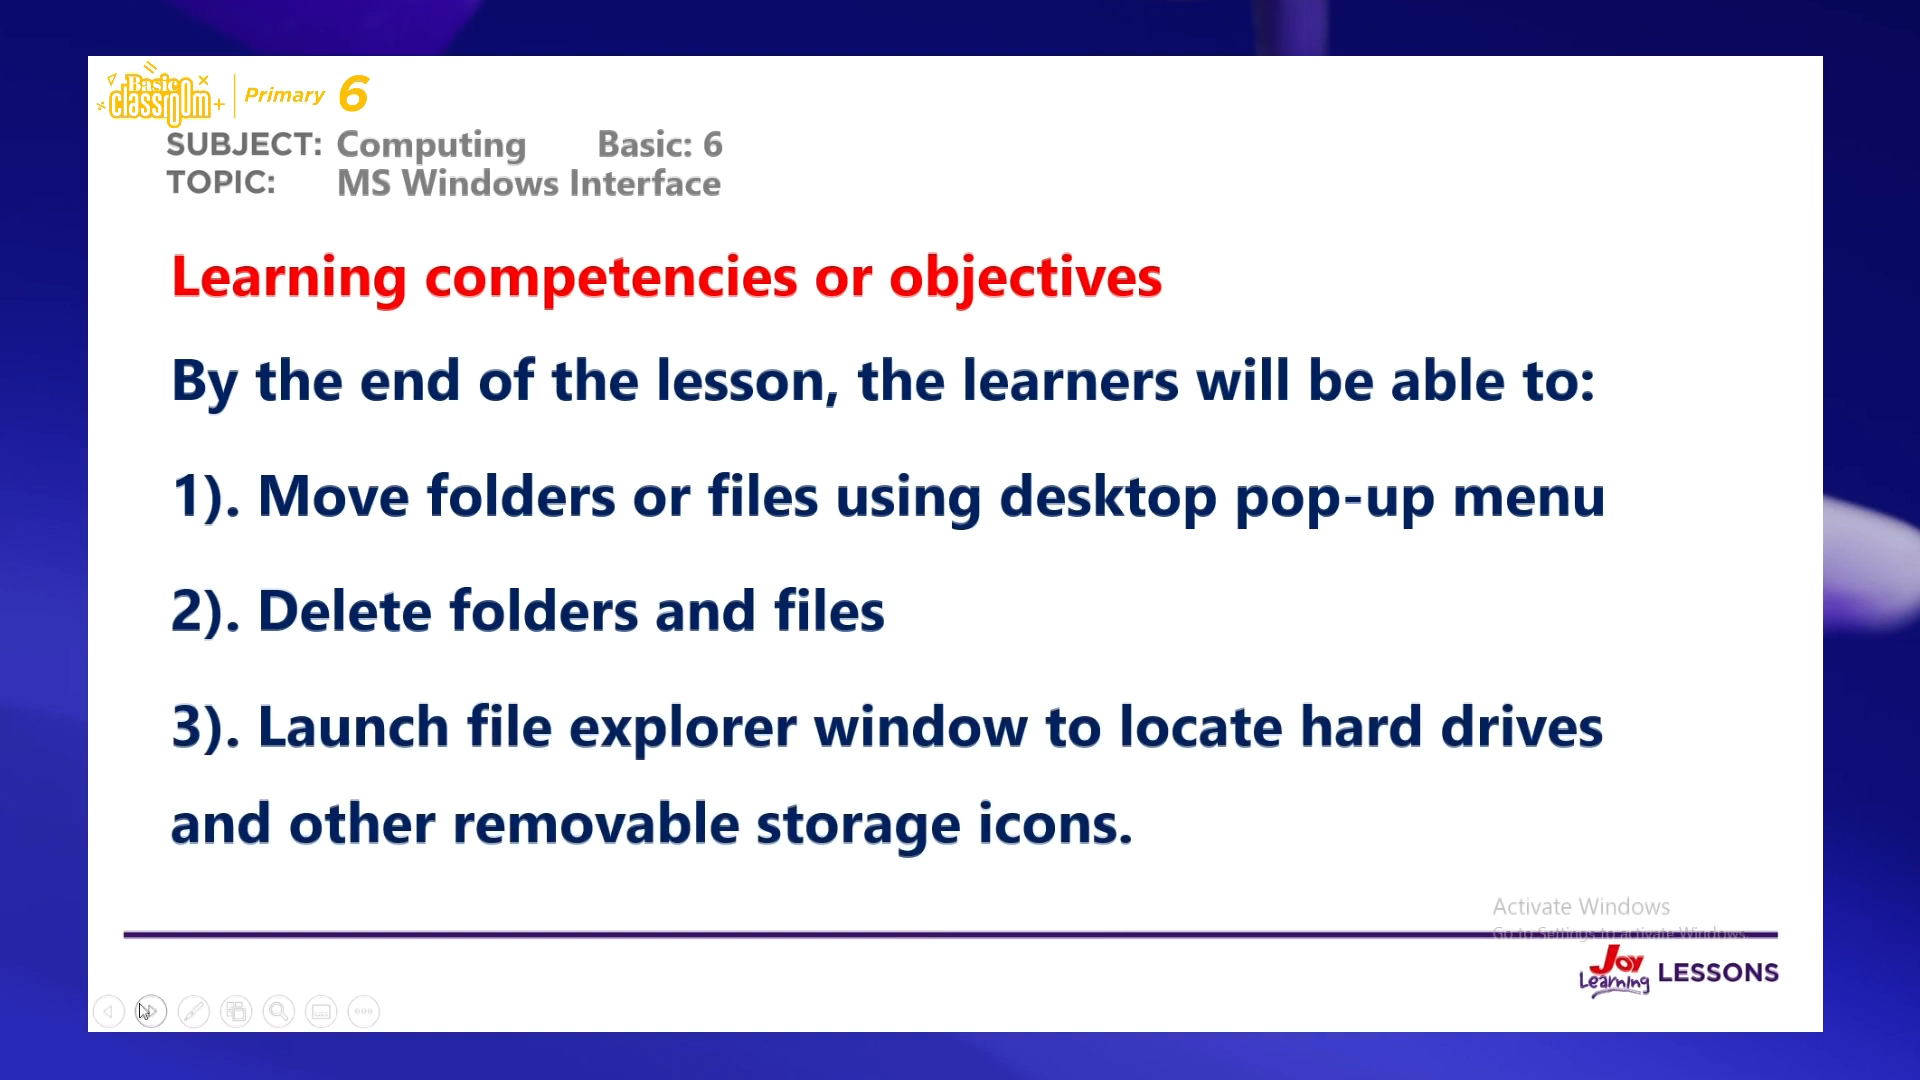 Basic
classroom
Primary 6
SUBJECT: Computing Basic: 6
TOPIC: MS Windows Interface
Learning competencies or objectives
By the end of the lesson, the learners will be able to:
1). Move folders or files using desktop pop-up menu
2). Delete folders and files
3). Launch file explorer window to locate hard drives
and other removable storage icons.
Activate Windows
Go to Settings to activate Windows.
Joy
Learning LESSONS